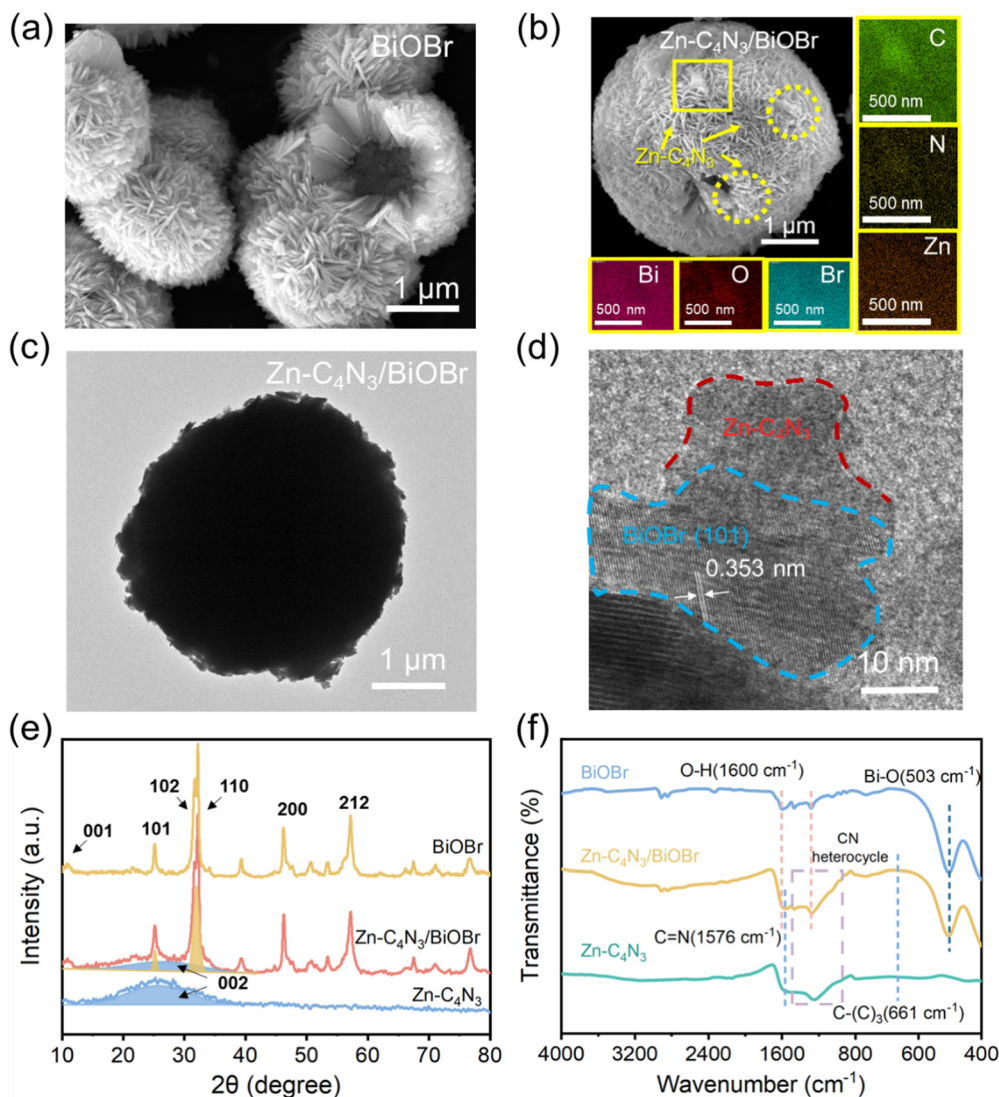 (a)
BiOBr
1 μm
(b)
Zn-C₄N₃/BiOBr
Zn-C₄N₃
1 μm
C
500 nm
N
500 nm
Zn
500 nm
Bi
500 nm
O
500 nm
Br
500 nm
(c)
Zn-C₄N₃/BiOBr
1 μm
(d)
Zn-C₄N₃
BiOBr (101)
0.353 nm
10 nm
(e)
Intensity (a.u.)
001
101
102
110
200
212
BiOBr
Zn-C₄N₃/BiOBr
002
Zn-C₄N₃
10 20 30 40 50 60 70 80
2θ (degree)
(f)
Transmittance (%)
BiOBr
O-H(1600 cm⁻¹)
Bi-O(503 cm⁻¹)
Zn-C₄N₃/BiOBr
CN
heterocycle
C=N(1576 cm⁻¹)
Zn-C₄N₃
C-(C)₃(661 cm⁻¹)
4000 3200 2400 1600 800 600 400
Wavenumber (cm⁻¹)